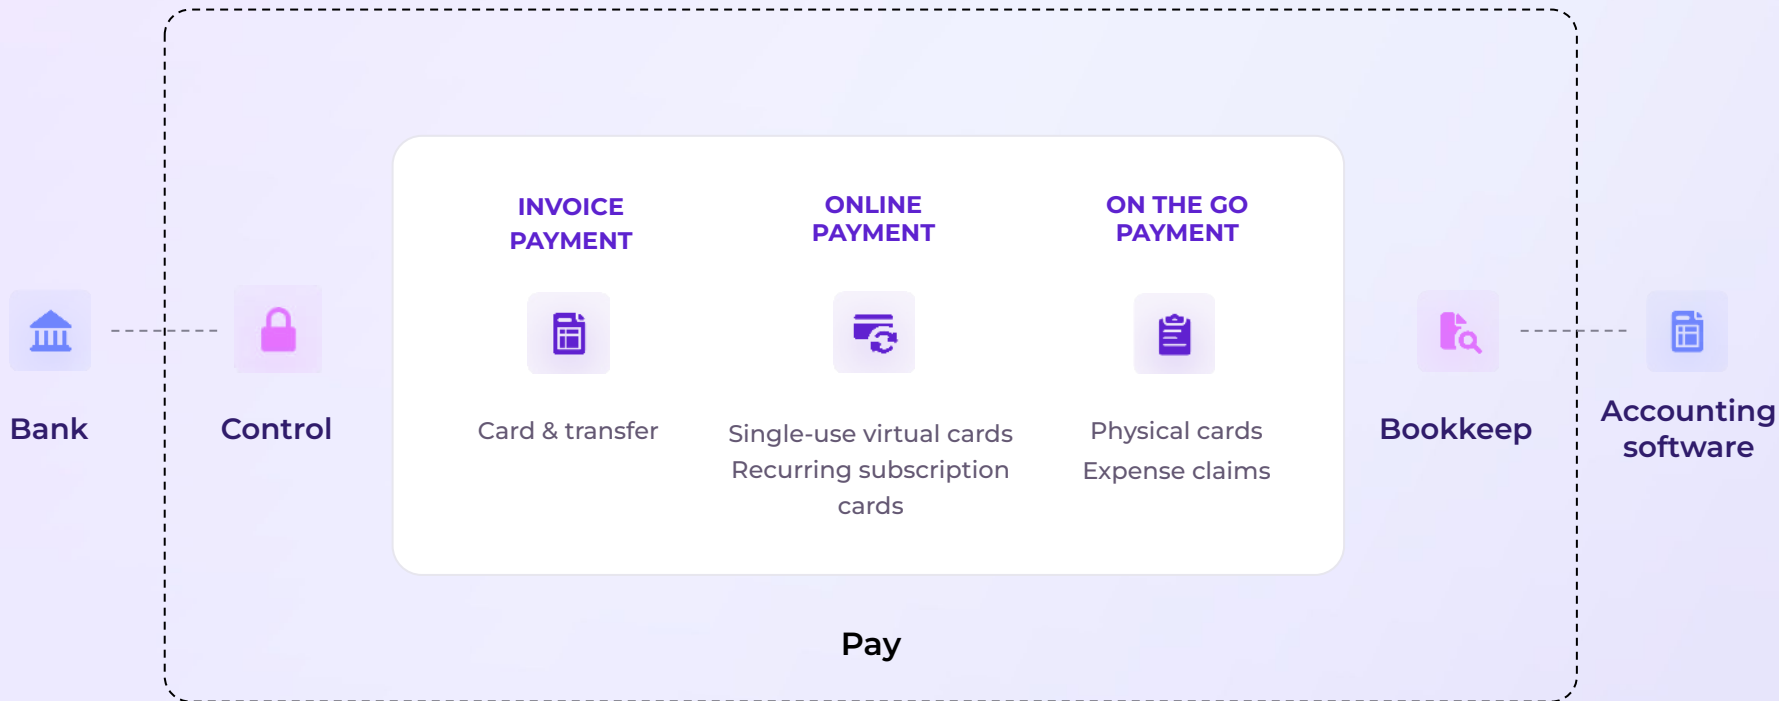 INVOICE
PAYMENT
ONLINE
PAYMENT
ON THE GO
PAYMENT
Bank
Control
Card & transfer
Single-use virtual cards
Recurring subscription
cards
Physical cards
Expense claims
Bookkeep
Accounting
software
Pay